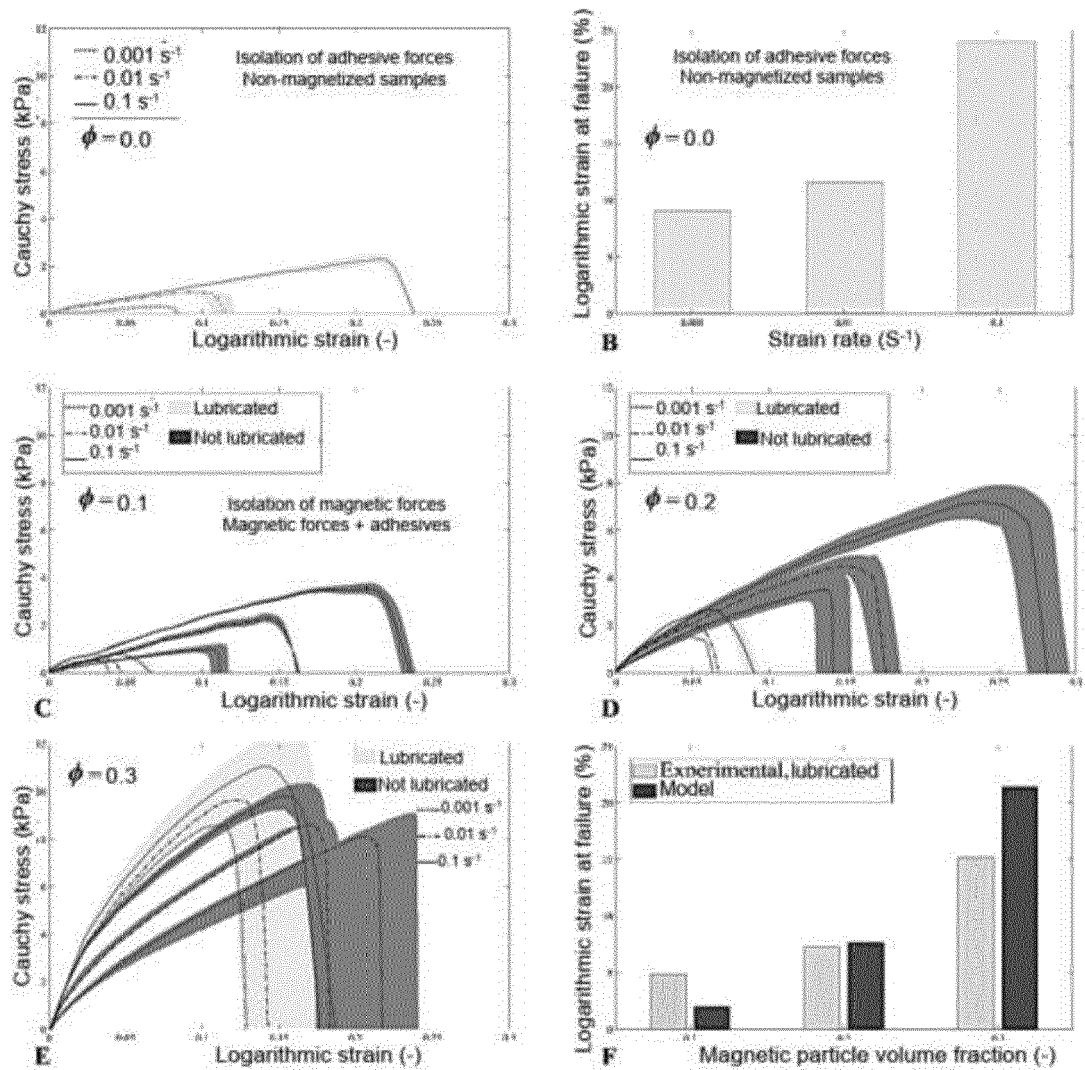 Cauchy stress (kPa)
0.001 s-1
0.01 s-1
0.1 s-1
ϕ=0.0
Isolation of adhesive forces
Non-magnetized samples
Logarithmic strain (-)
Logarithmic strain at failure (%)
Isolation of adhesive forces
Non-magnetized samples
ϕ=0.0
B
Strain rate (S-1)
Cauchy stress (kPa)
0.001 s-1
0.01 s-1
0.1 s-1
Lubricated
Not lubricated
ϕ=0.1
Isolation of magnetic forces
Magnetic forces + adhesives
C
Logarithmic strain (-)
Cauchy stress (kPa)
0.001 s-1
0.01 s-1
0.1 s-1
Lubricated
Not lubricated
ϕ=0.2
D
Logarithmic strain (-)
Cauchy stress (kPa)
ϕ=0.3
Lubricated
Not lubricated
0.001 s-1
0.01 s-1
0.1 s-1
E
Logarithmic strain (-)
Logarithmic strain at failure (%)
Experimental, lubricated
Model
F
Magnetic particle volume fraction (-)